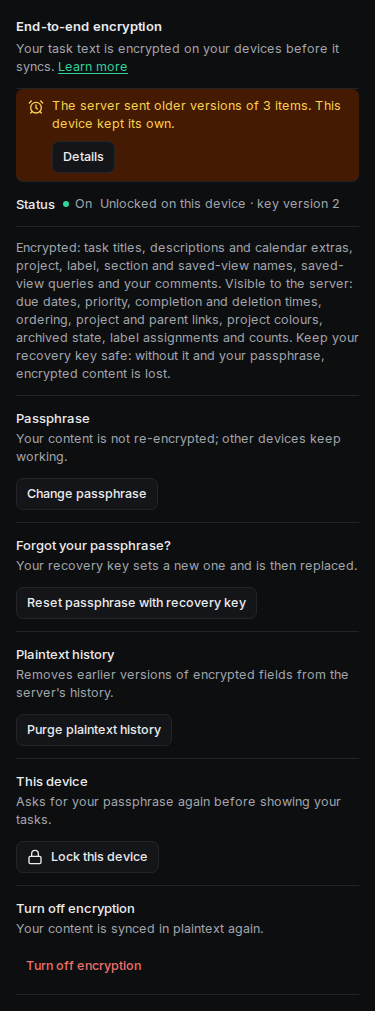 End-to-end encryption
Your task text is encrypted on your devices before it
syncs. Learn more
The server sent older versions of 3 items. This
device kept its own.
Details
Status On Unlocked on this device · key version 2
Encrypted: task titles, descriptions and calendar extras,
project, label, section and saved-view names, saved-
view queries and your comments. Visible to the server:
due dates, priority, completion and deletion times,
ordering, project and parent links, project colours,
archived state, label assignments and counts. Keep your
recovery key safe: without it and your passphrase,
encrypted content is lost.
Passphrase
Your content is not re-encrypted; other devices keep
working.
Change passphrase
Forgot your passphrase?
Your recovery key sets a new one and is then replaced.
Reset passphrase with recovery key
Plaintext history
Removes earlier versions of encrypted fields from the
server's history.
Purge plaintext history
This device
Asks for your passphrase again before showing your
tasks.
Lock this device
Turn off encryption
Your content is synced in plaintext again.
Turn off encryption